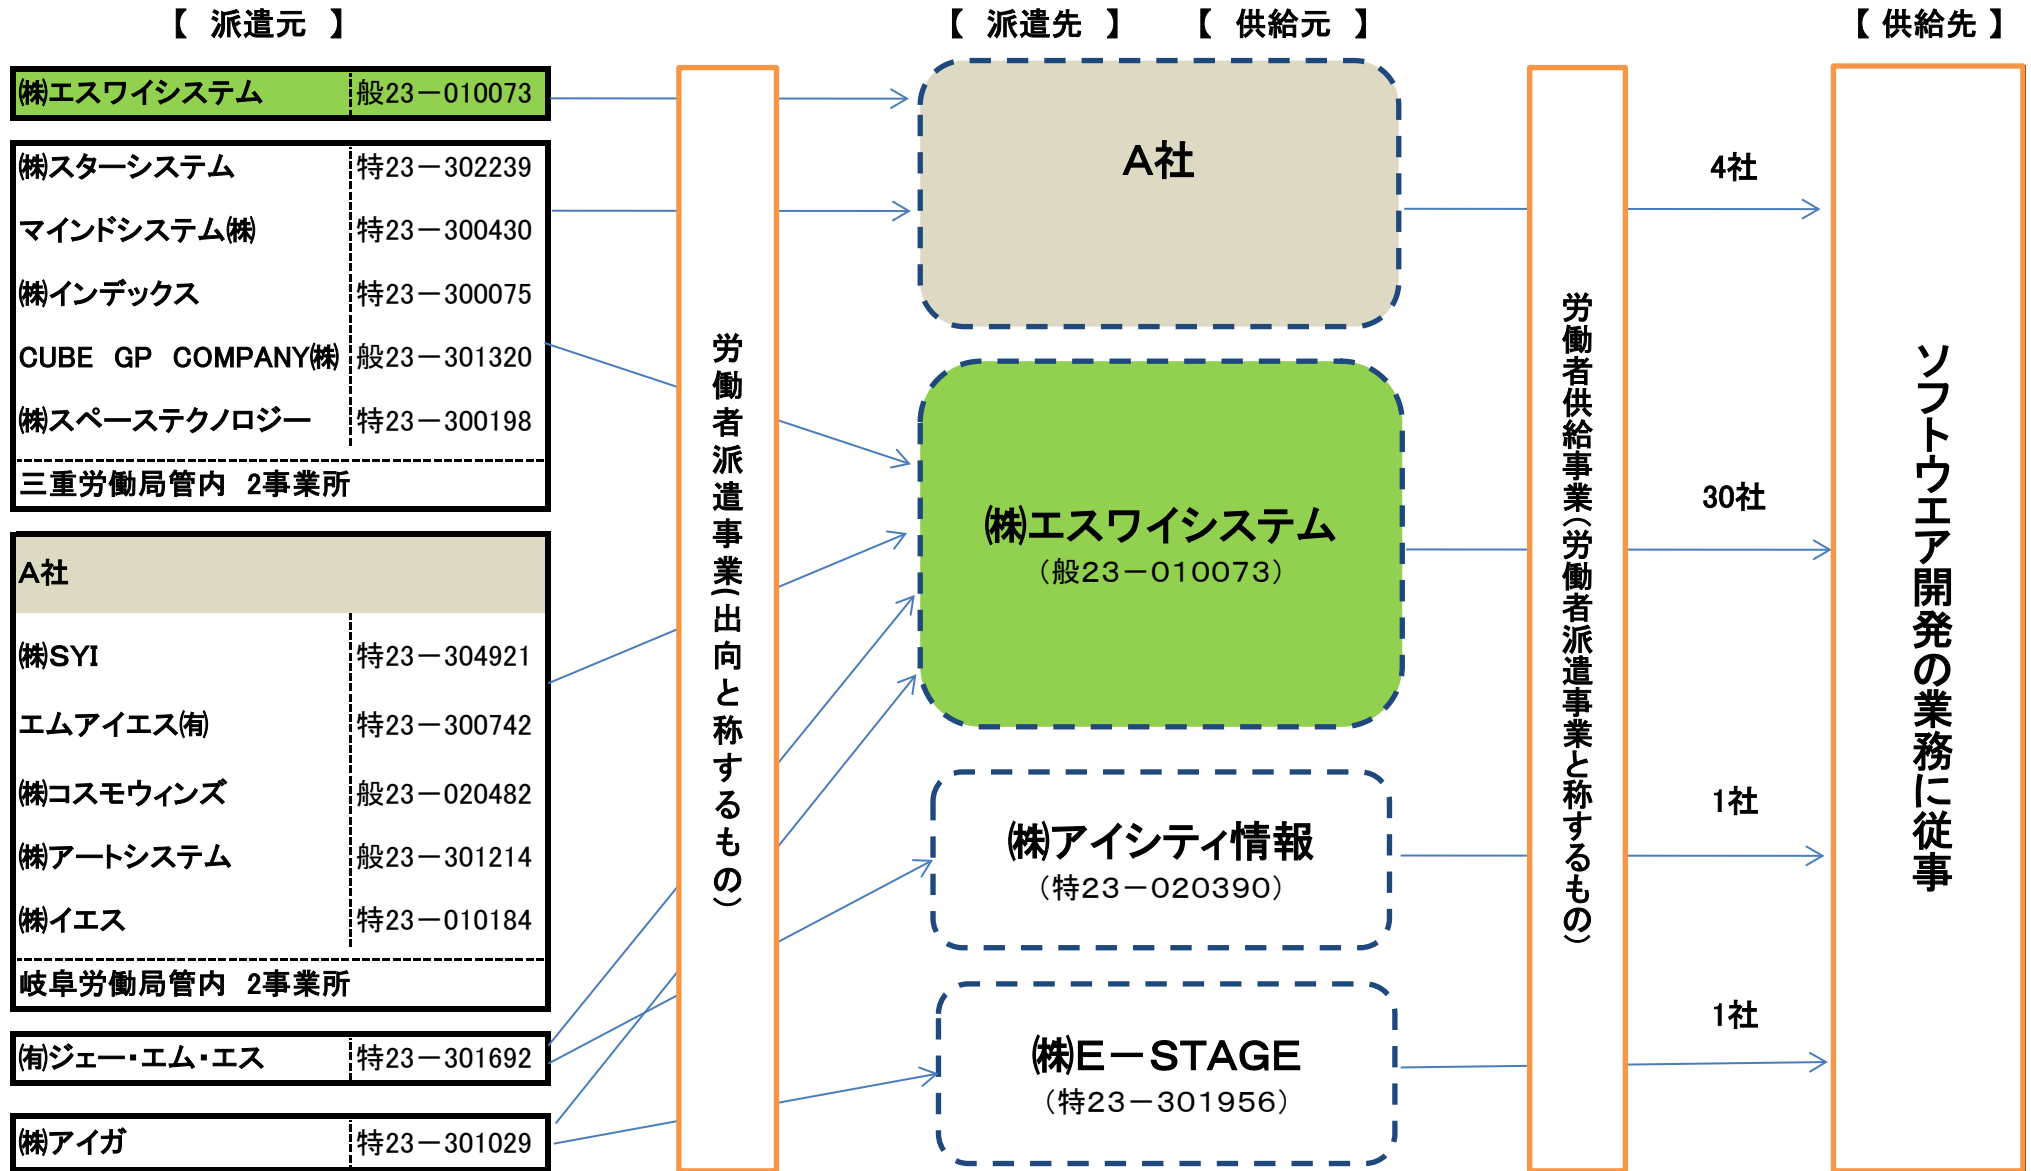 【　派遣元　】
【　派遣先　】
【　供給元　】
【 供給先 】
㈱エスワイシステム　般23－010073
㈱スターシステム　特23－302239
マインドシステム㈱　特23－300430
㈱インデックス　特23－300075
CUBE　GP　COMPANY㈱　般23－301320
㈱スペーステクノロジー　特23－300198
三重労働局管内　2事業所
A社
㈱SYI　特23－304921
エムアイエス㈲　特23－300742
㈱コスモウィンズ　般23－020482
㈱アートシステム　般23－301214
㈱イエス　特23－010184
岐阜労働局管内　2事業所
㈲ジェー・エム・エス　特23－301692
㈱アイガ　特23－301029
労働者派遣事業(出向と称するもの)
A社
㈱エスワイシステム
（般23－010073）
㈱アイシティ情報
（特23－020390）
㈱E－STAGE
（特23－301956）
労働者供給事業(労働者派遣事業と称するもの)
4社
30社
1社
1社
ソフトウエア開発の業務に従事